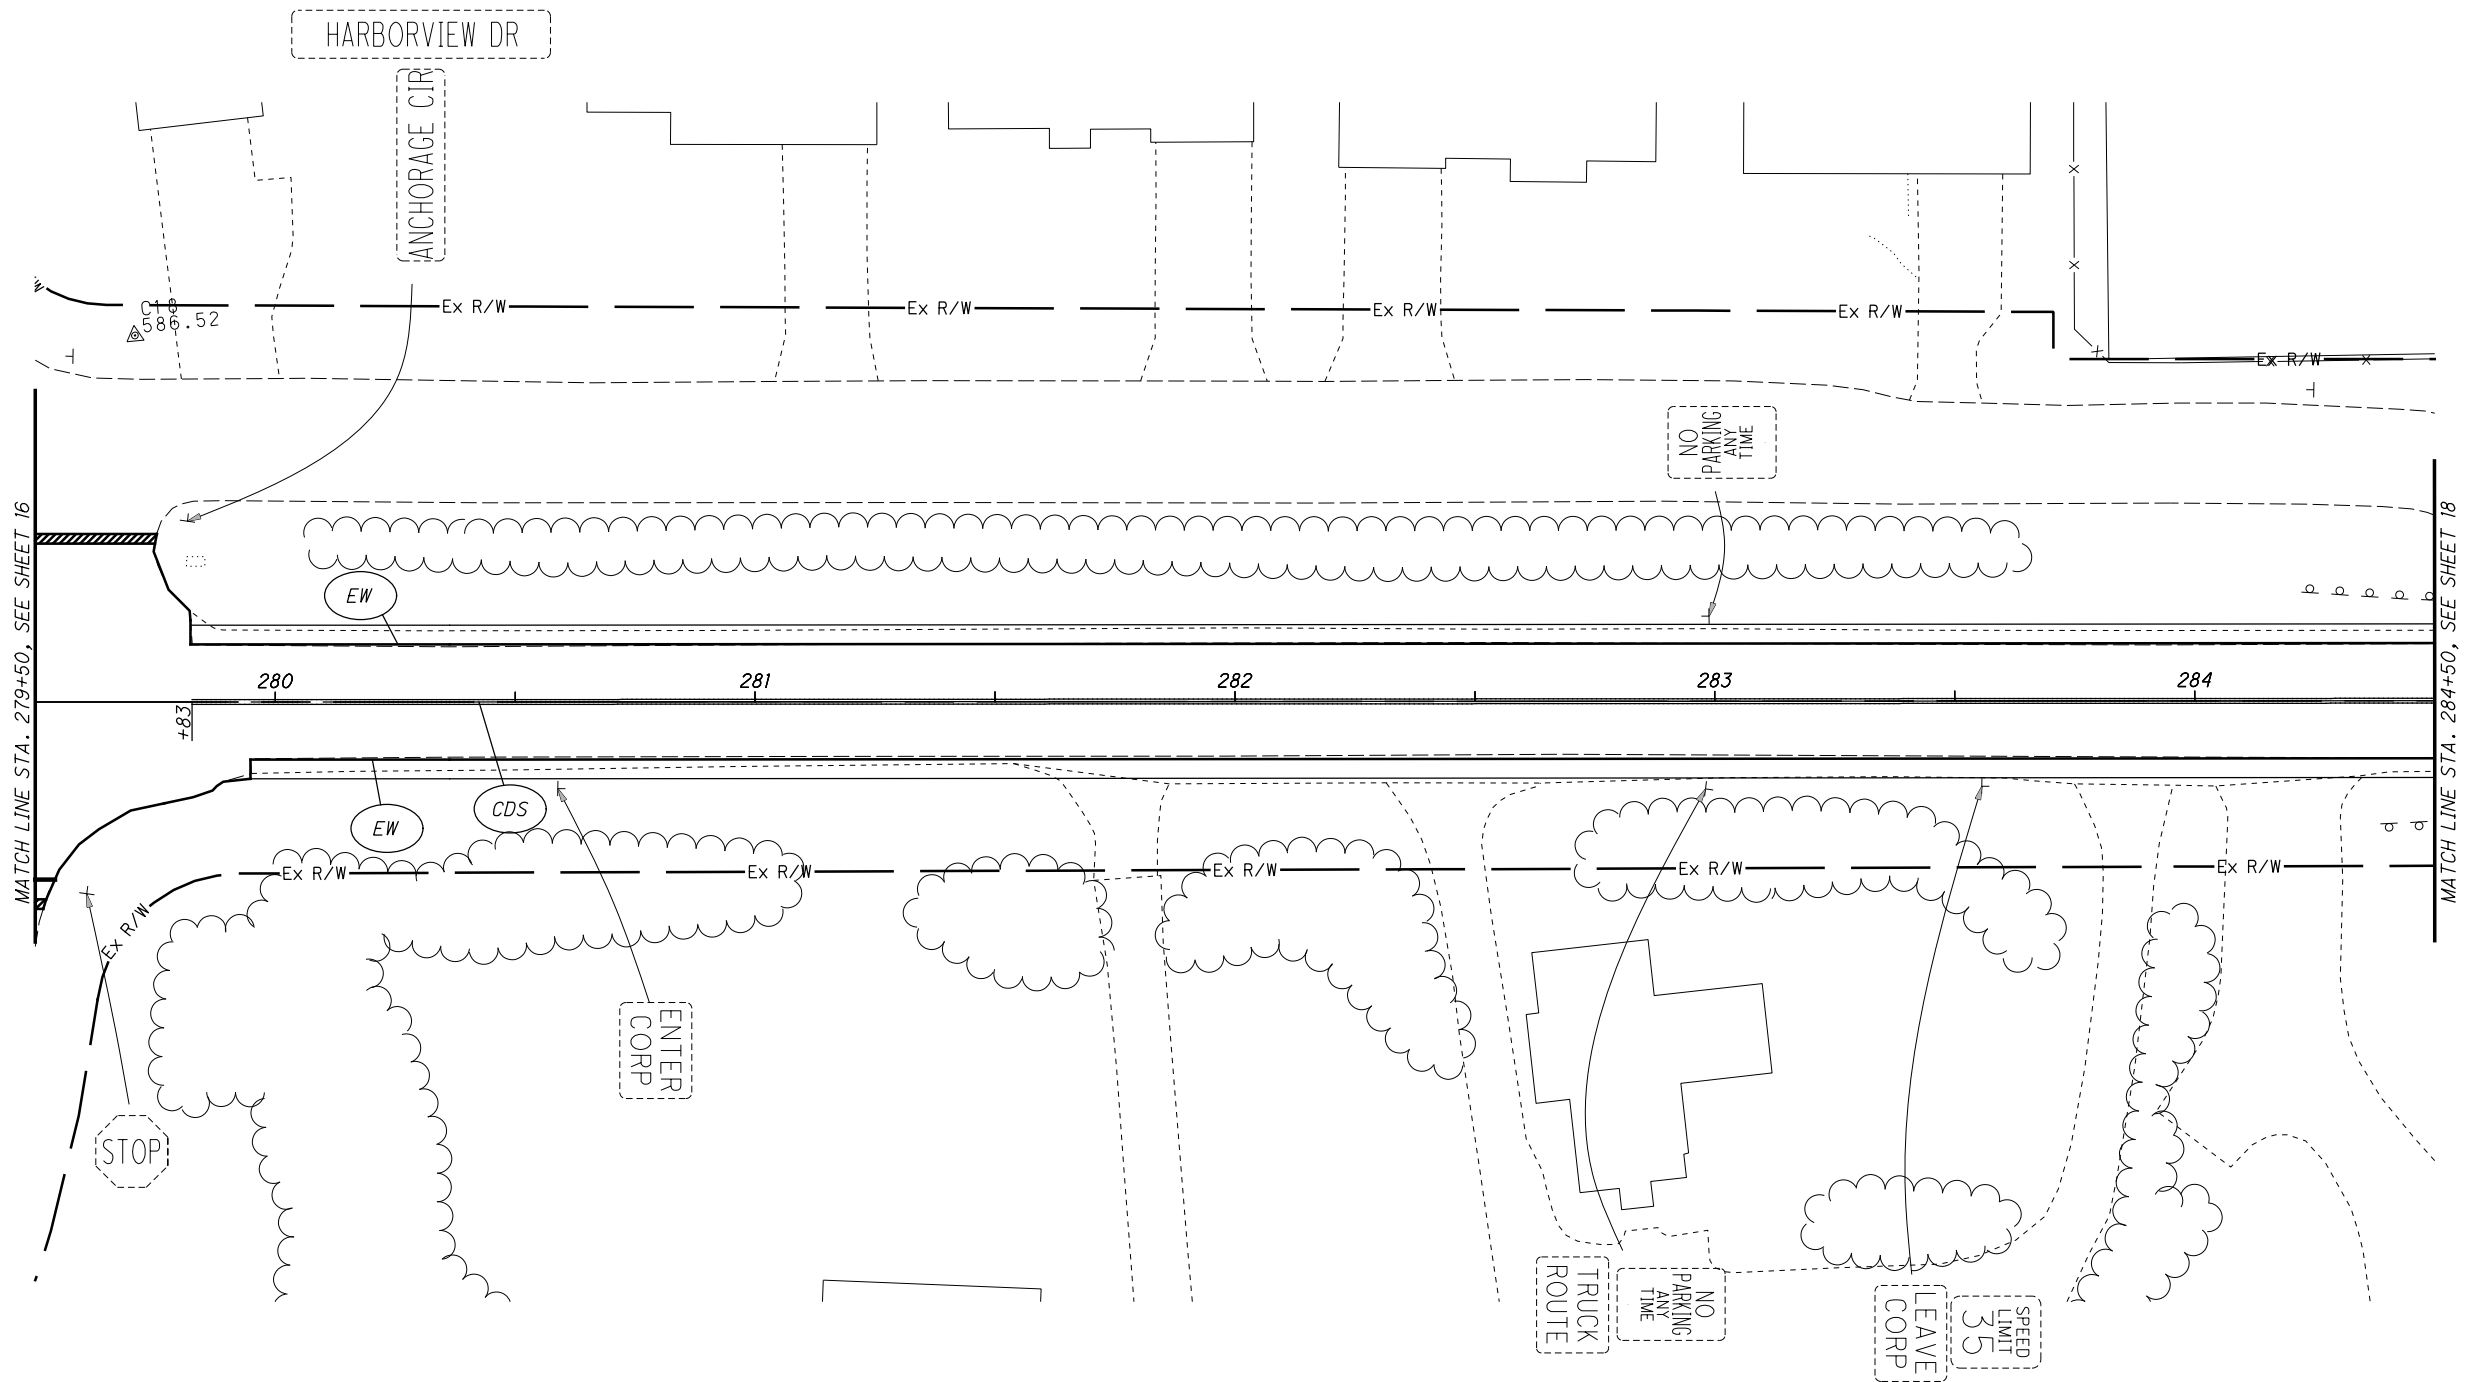 HARBORVIEW DR
ANCHORAGE CIR
C18
586.52
Ex R/W
Ex R/W
Ex R/W
Ex R/W
Ex R/W
NO
PARKING
ANY
TIME
MATCH LINE STA. 279+50, SEE SHEET 16
MATCH LINE STA. 284+50, SEE SHEET 18
EW
280
281
282
283
284
+83
EW
CDS
Ex R/W
Ex R/W
Ex R/W
Ex R/W
Ex R/W
Ex R/W
STOP
ENTER
CORP
TRUCK
ROUTE
NO
PARKING
ANY
TIME
LEAVE
CORP
SPEED
LIMIT
35